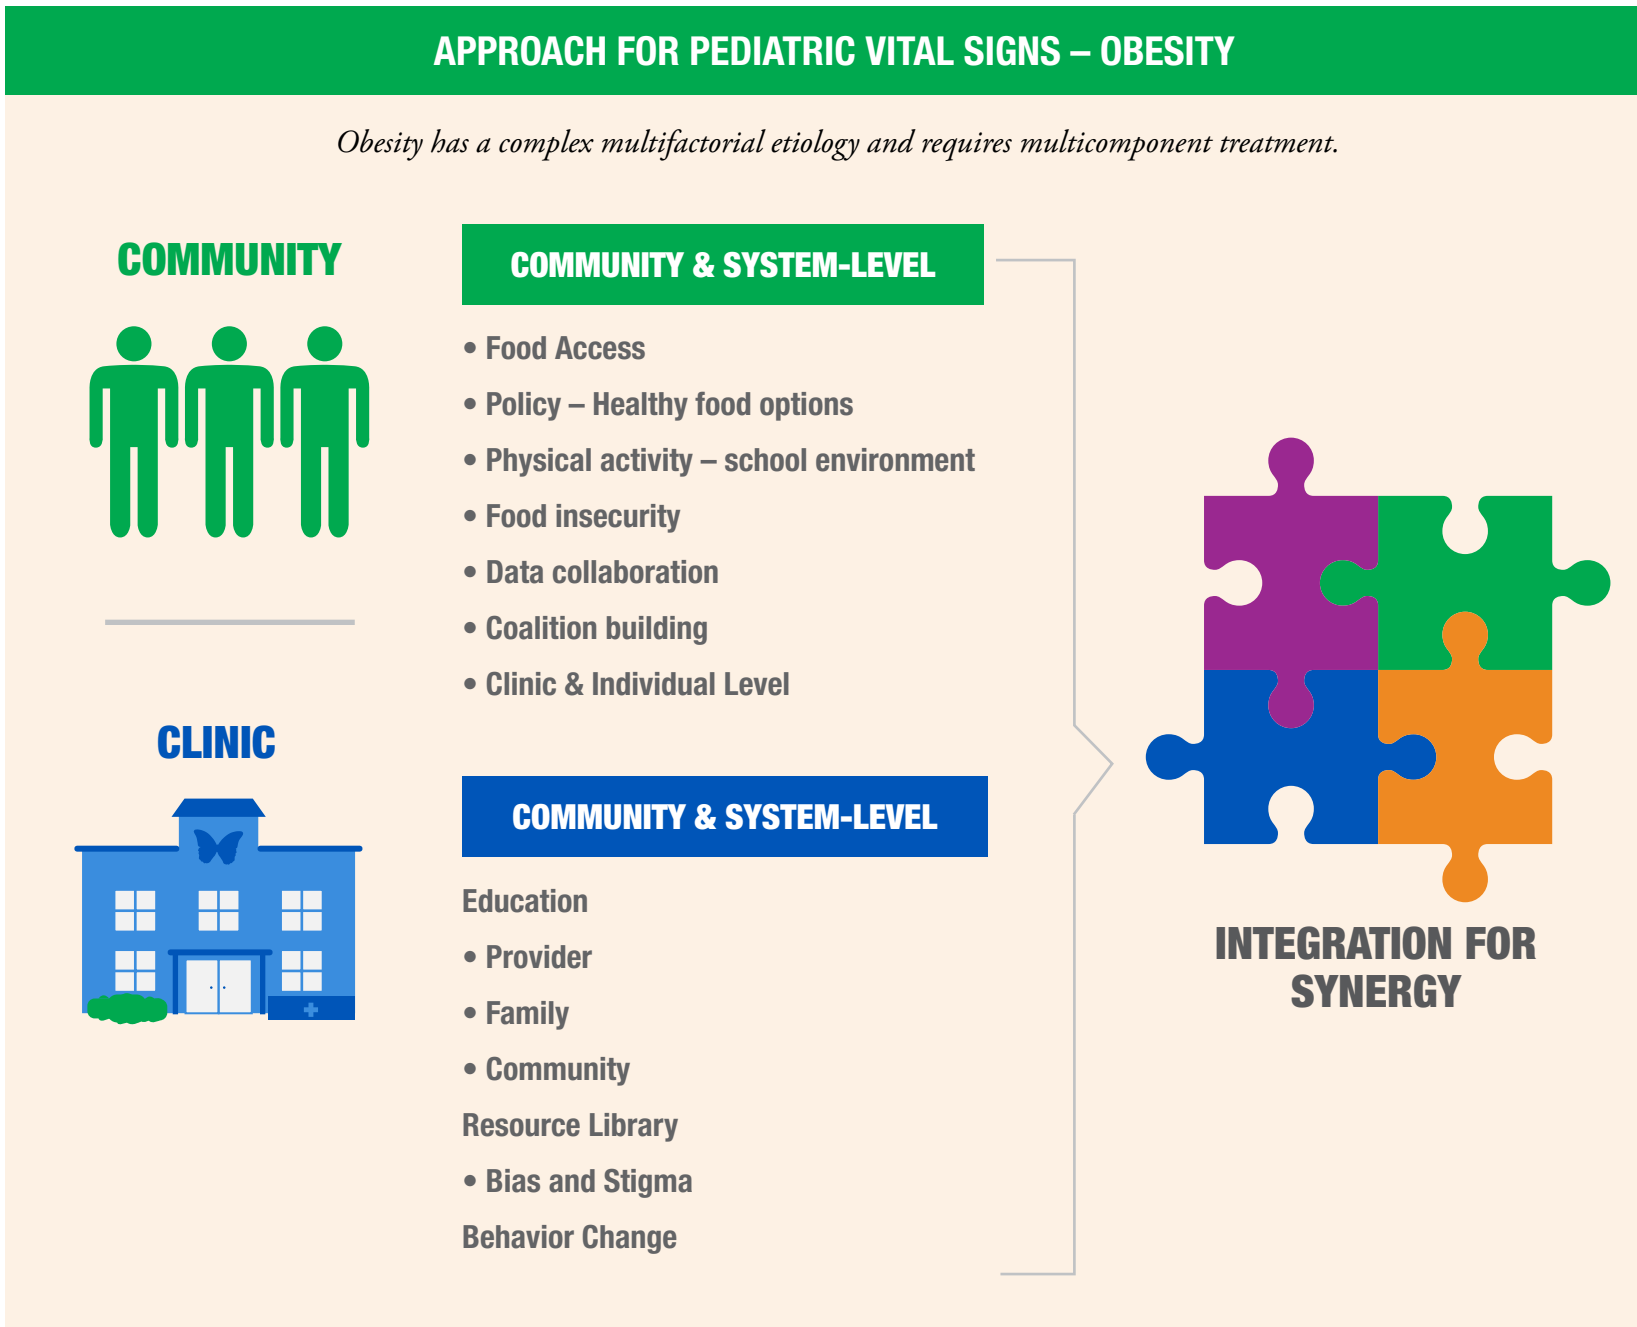 APPROACH FOR PEDIATRIC VITAL SIGNS – OBESITY
Obesity has a complex multifactorial etiology and requires multicomponent treatment.
COMMUNITY
COMMUNITY & SYSTEM-LEVEL
• Food Access
• Policy – Healthy food options
• Physical activity – school environment
• Food insecurity
• Data collaboration
• Coalition building
• Clinic & Individual Level
CLINIC
COMMUNITY & SYSTEM-LEVEL
Education
• Provider
• Family
• Community
Resource Library
• Bias and Stigma
Behavior Change
INTEGRATION FOR
SYNERGY